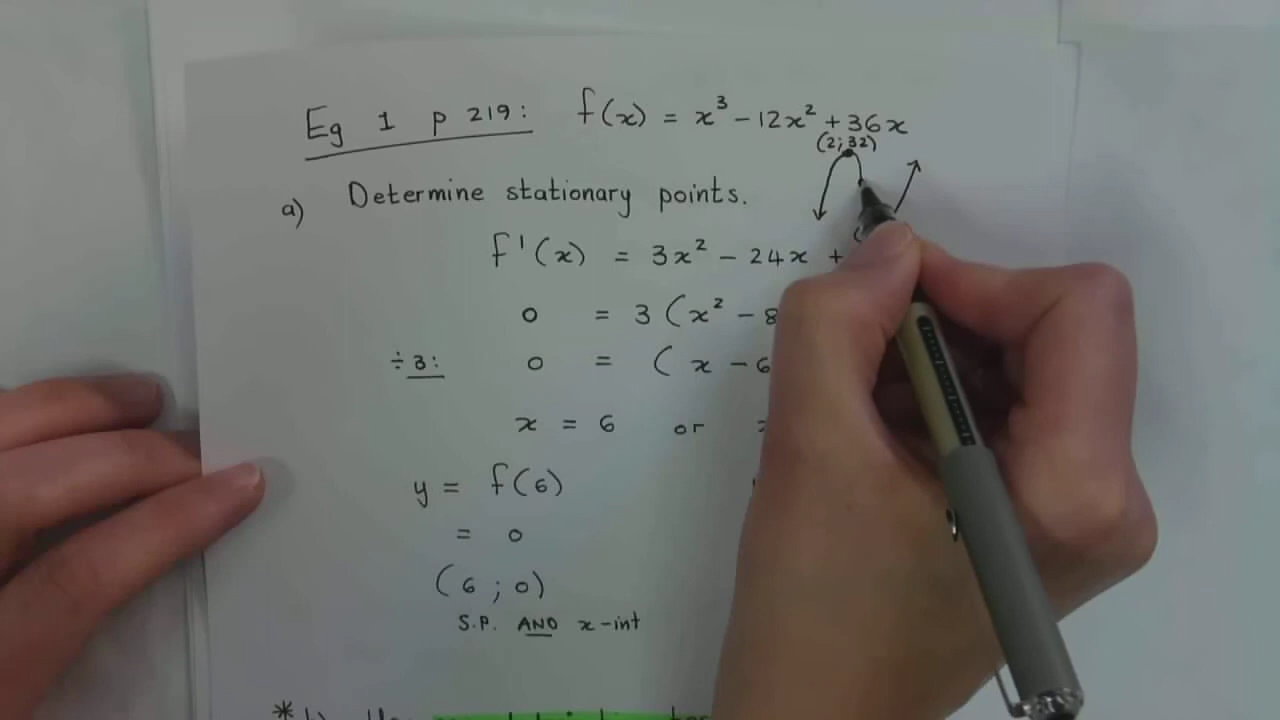 Eg 1 p 219: f(x) = x³ - 12x² + 36x
(2; 32)
a) Determine stationary points.
f'(x) = 3x² - 24x +
0 = 3(x² - 8
÷3: 0 = (x - 6
x = 6 or =
y = f(6)
= 0
(6 ; 0)
S.P. AND x-int